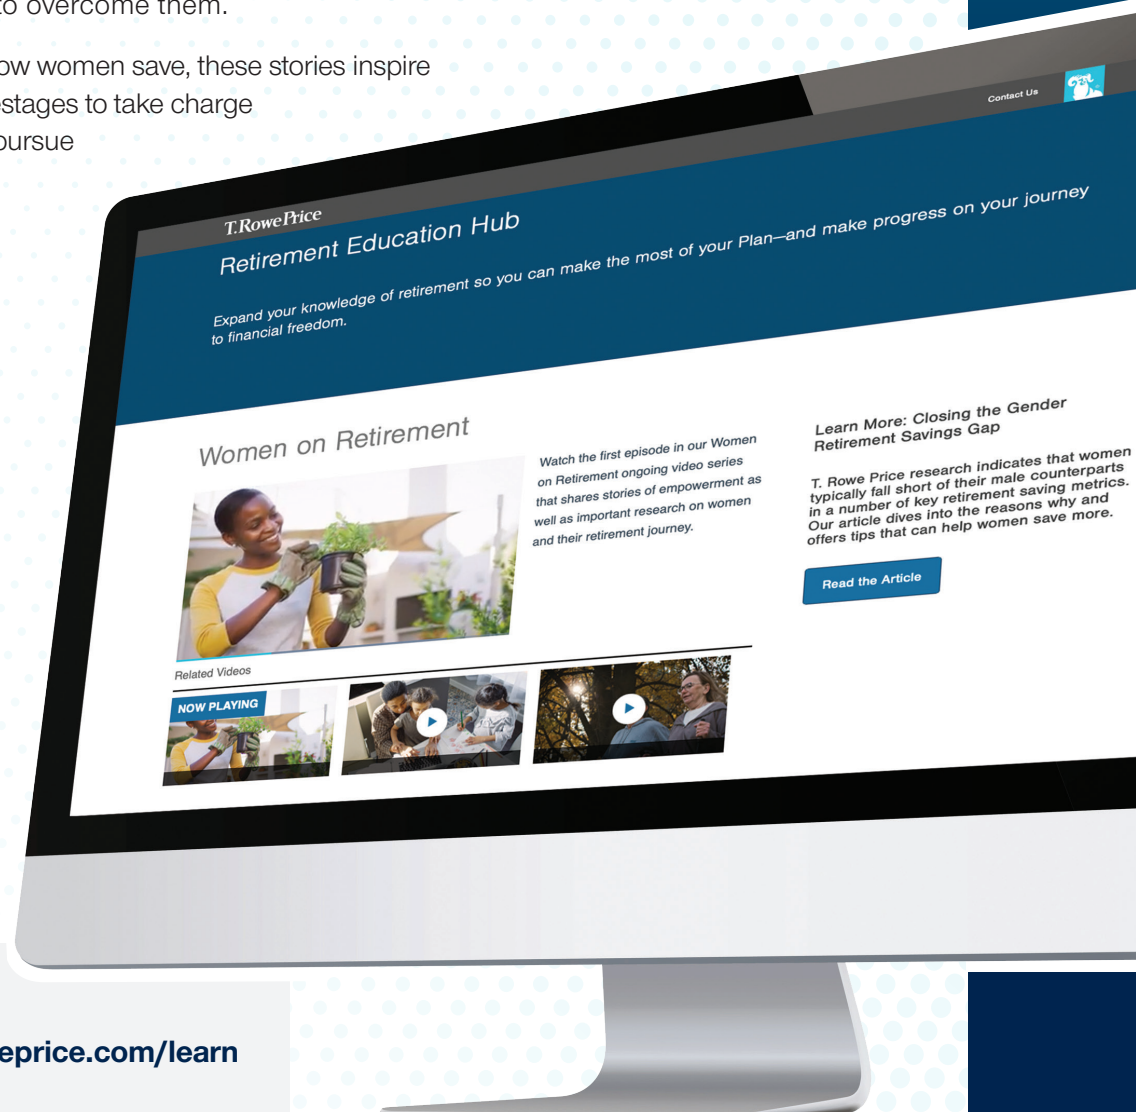 to overcome them.
ow women save, these stories inspire
estages to take charge
pursue
Contact Us
T.RowePrice
Retirement Education Hub
Expand your knowledge of retirement so you can make the most of your Plan—and make progress on your journey
to financial freedom.
Women on Retirement
Watch the first episode in our Women
on Retirement ongoing video series
that shares stories of empowerment as
well as important research on women
and their retirement journey.
Learn More: Closing the Gender
Retirement Savings Gap
T. Rowe Price research indicates that women
typically fall short of their male counterparts
in a number of key retirement saving metrics.
Our article dives into the reasons why and
offers tips that can help women save more.
Read the Article
Related Videos
NOW PLAYING
eprice.com/learn